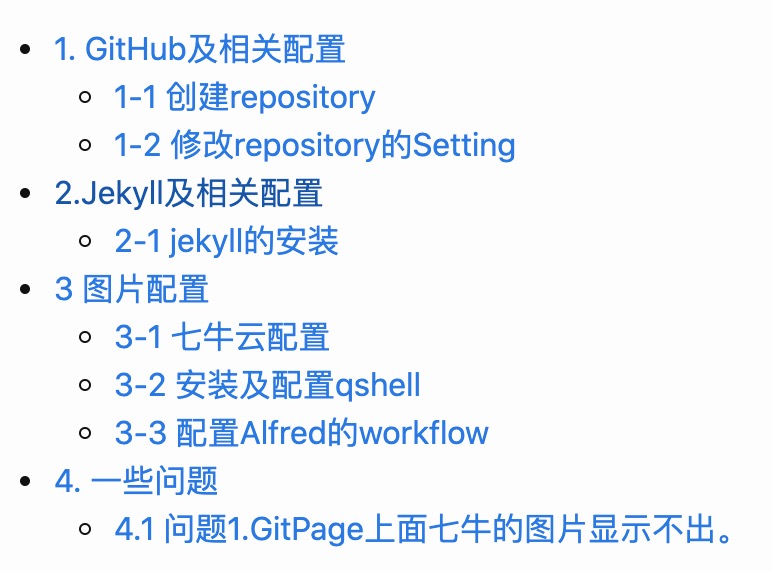 1. GitHub及相关配置
1-1 创建repository
1-2 修改repository的Setting
2.Jekyll及相关配置
2-1 jekyll的安装
3 图片配置
3-1 七牛云配置
3-2 安装及配置qshell
3-3 配置Alfred的workflow
4. 一些问题
4.1 问题1.GitPage上面七牛的图片显示不出。